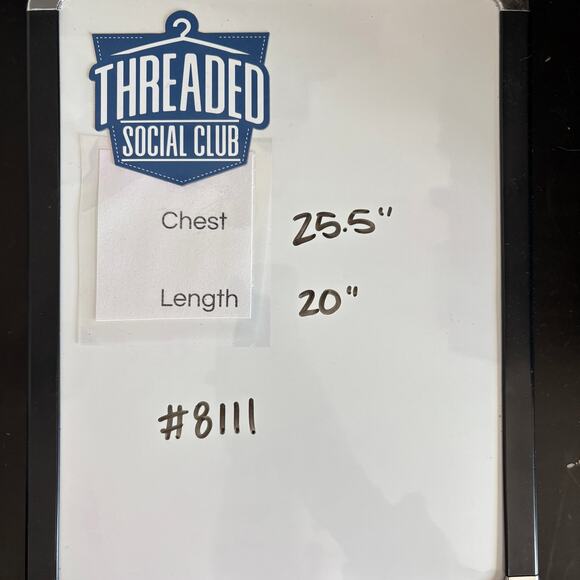 THREADED
SOCIAL CLUB
Chest 25.5"
Length 20"
#8111